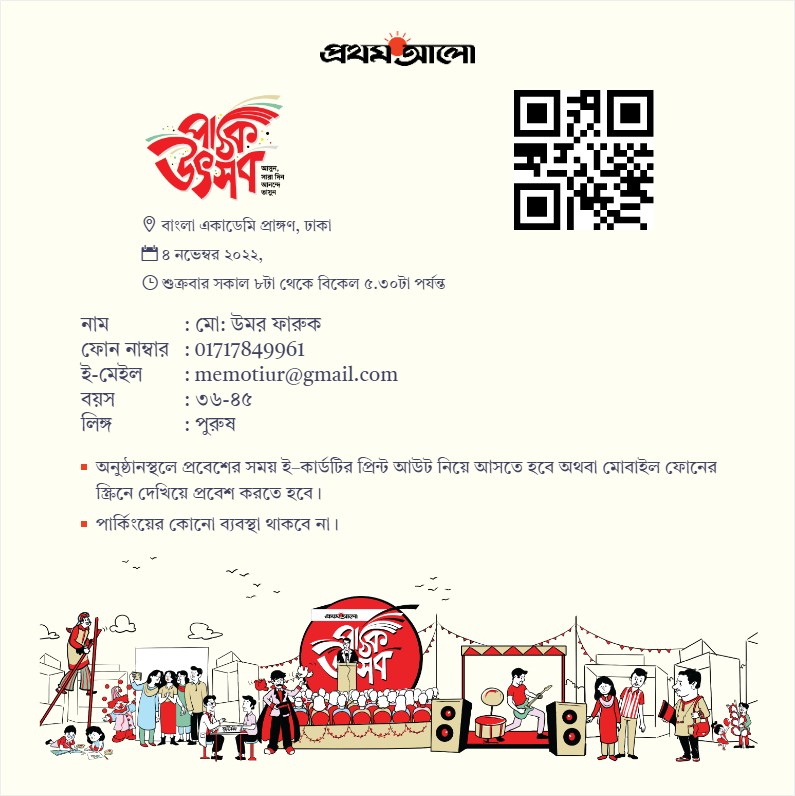 প্রথম আলো
পাঠক
উৎসব
আসুন,
সারা দিন
আনন্দে
ভাসুন
বাংলা একাডেমি প্রাঙ্গণ, ঢাকা
৪ নভেম্বর ২০২২,
শুক্রবার সকাল ৮টা থেকে বিকেল ৫.৩০টা পর্যন্ত
নাম : মো: উমর ফারুক
ফোন নাম্বার : 01717849961
ই-মেইল : memotiur@gmail.com
বয়স : ৩৬-৪৫
লিঙ্গ : পুরুষ
অনুষ্ঠানস্থলে প্রবেশের সময় ই–কার্ডটির প্রিন্ট আউট নিয়ে আসতে হবে অথবা মোবাইল ফোনের
স্ক্রিনে দেখিয়ে প্রবেশ করতে হবে।
পার্কিংয়ের কোনো ব্যবস্থা থাকবে না।
প্রথম আলো
পাঠক
উৎসব